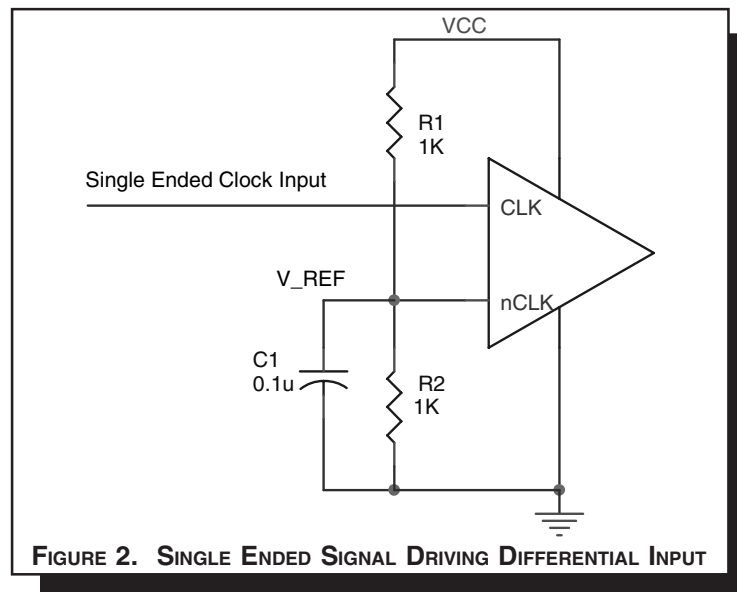 VCC
R1
1K
Single Ended Clock Input
CLK
V_REF
nCLK
C1
0.1u
R2
1K
FIGURE 2. SINGLE ENDED SIGNAL DRIVING DIFFERENTIAL INPUT